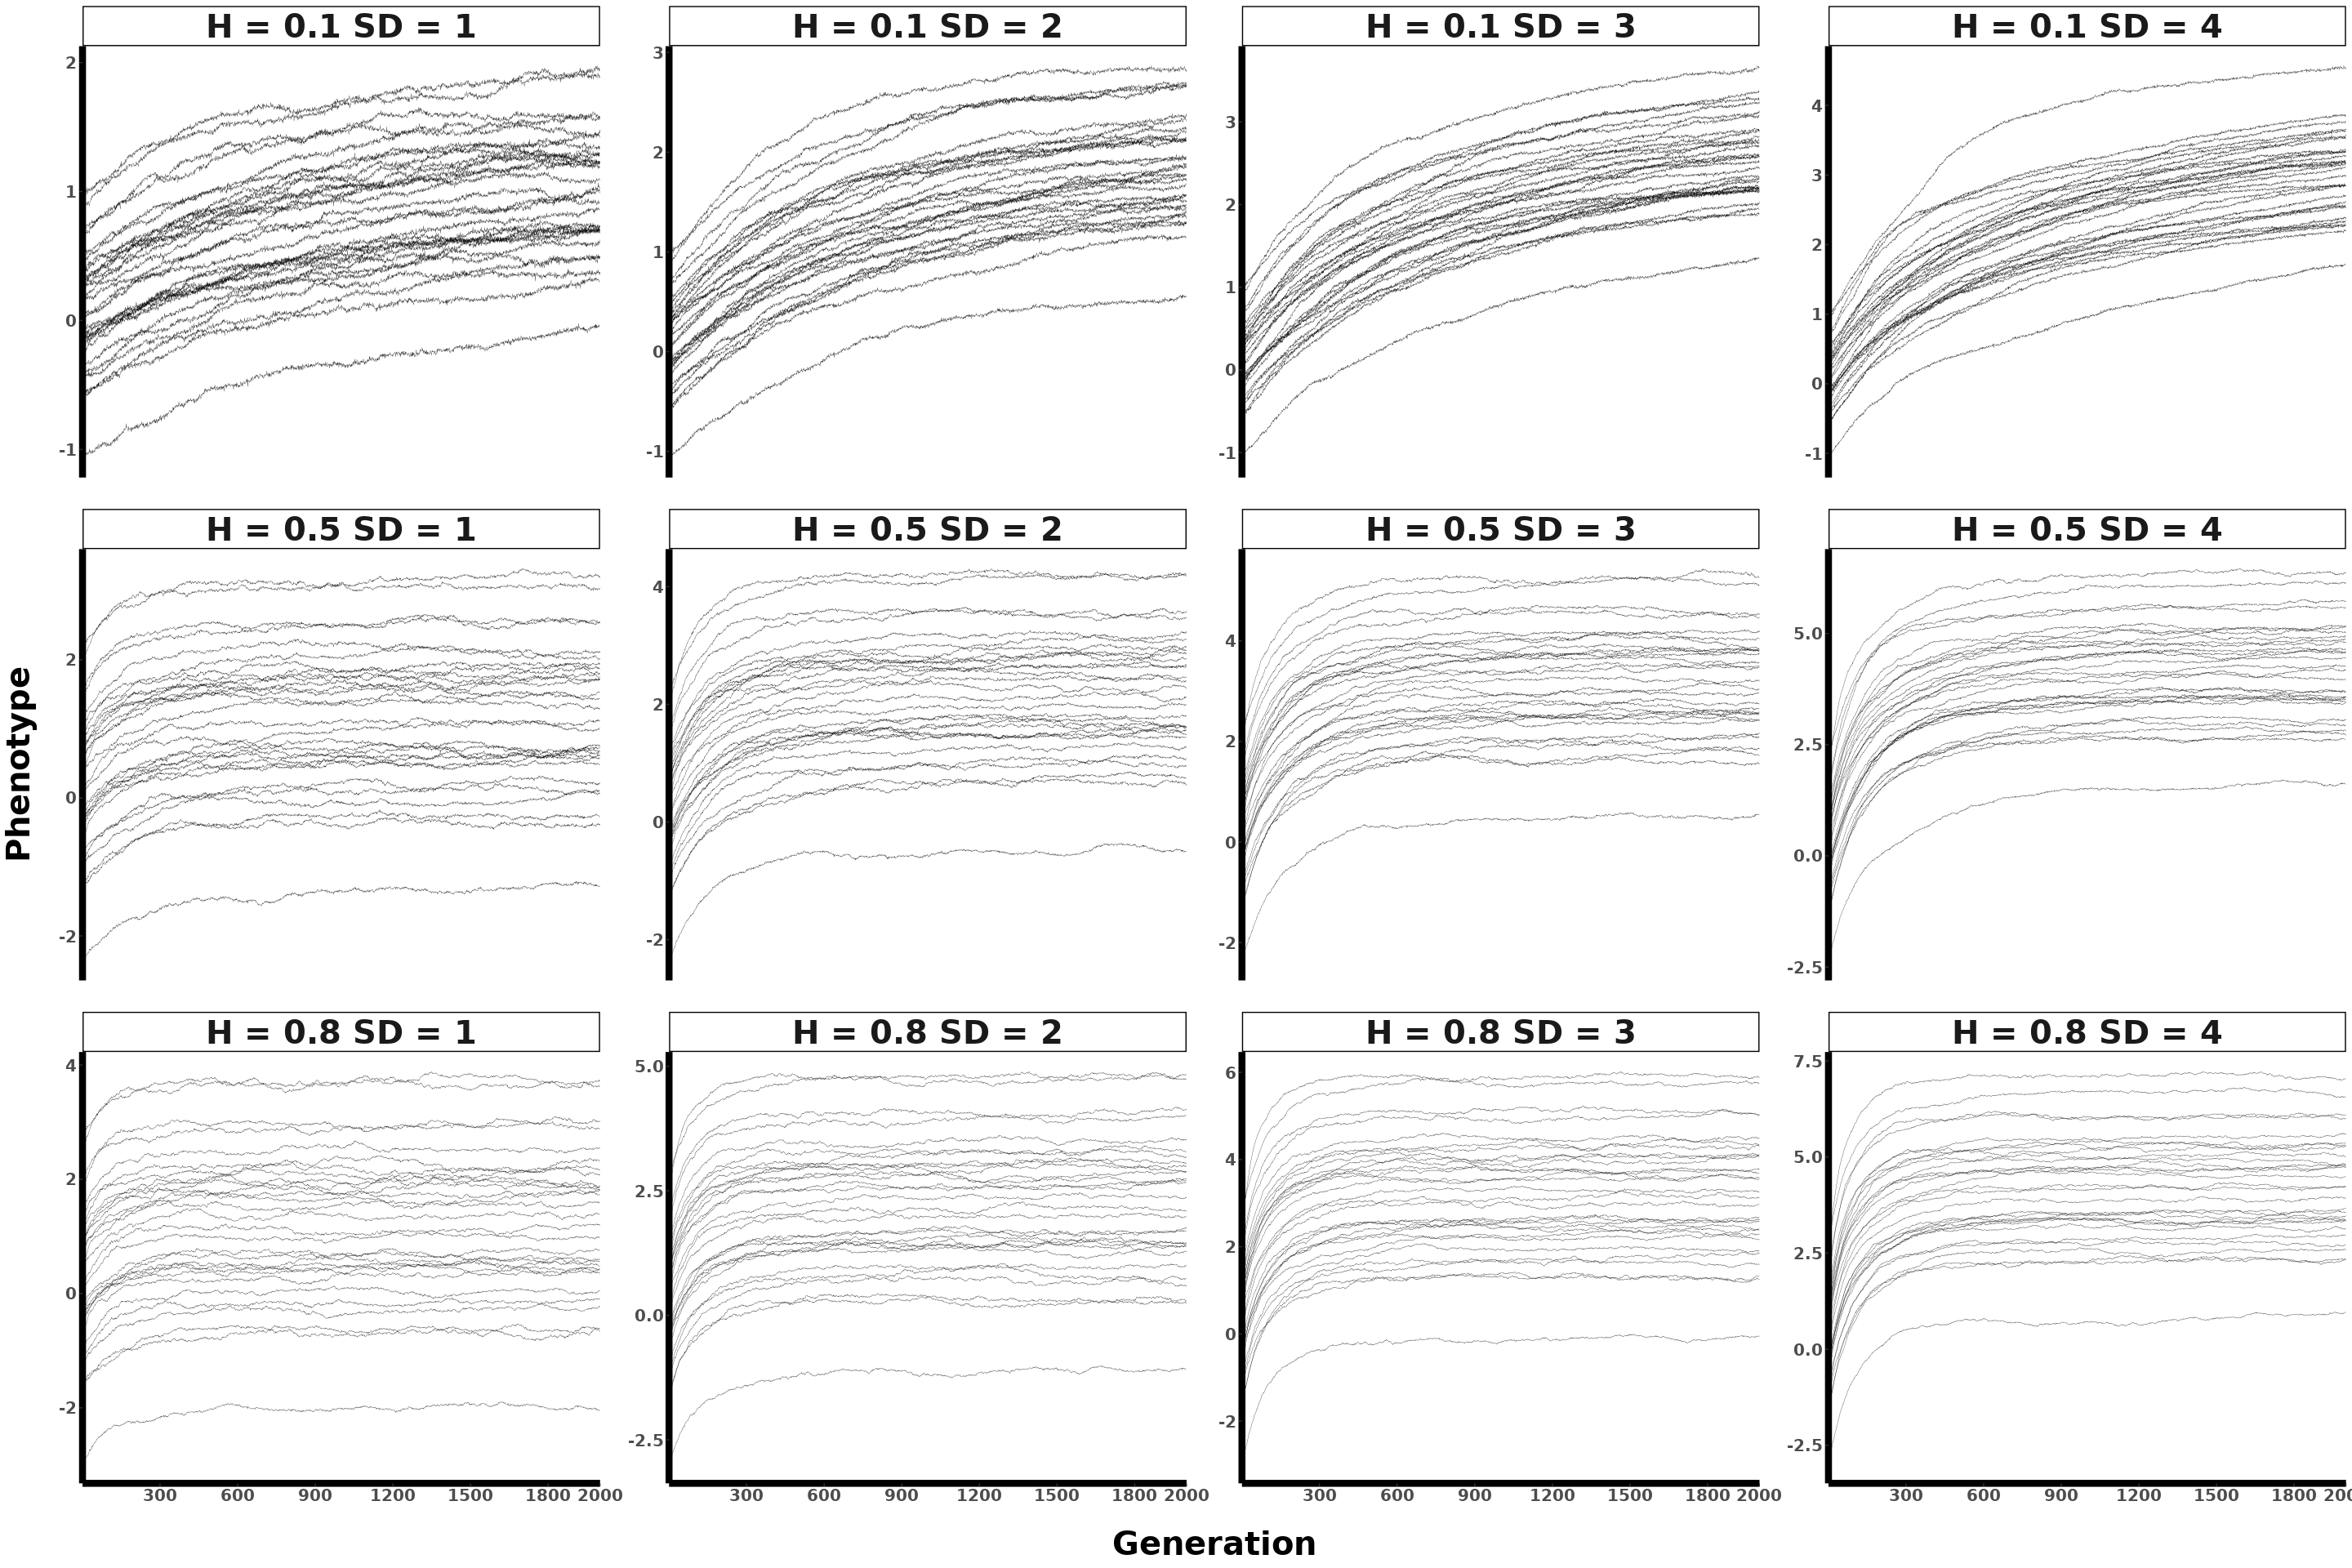 H = 0.1 SD = 1
H = 0.1 SD = 2
H = 0.1 SD = 3
H = 0.1 SD = 4
2
1
0
-1
3
2
1
0
-1
3
2
1
0
-1
4
3
2
1
0
-1
Phenotype
H = 0.5 SD = 1
H = 0.5 SD = 2
H = 0.5 SD = 3
H = 0.5 SD = 4
2
0
-2
4
2
0
-2
4
2
0
-2
5.0
2.5
0.0
-2.5
H = 0.8 SD = 1
H = 0.8 SD = 2
H = 0.8 SD = 3
H = 0.8 SD = 4
4
2
0
-2
5.0
2.5
0.0
-2.5
6
4
2
0
-2
7.5
5.0
2.5
0.0
-2.5
300 600 900 1200 1500 1800 2000
300 600 900 1200 1500 1800 2000
300 600 900 1200 1500 1800 2000
300 600 900 1200 1500 1800
Generation